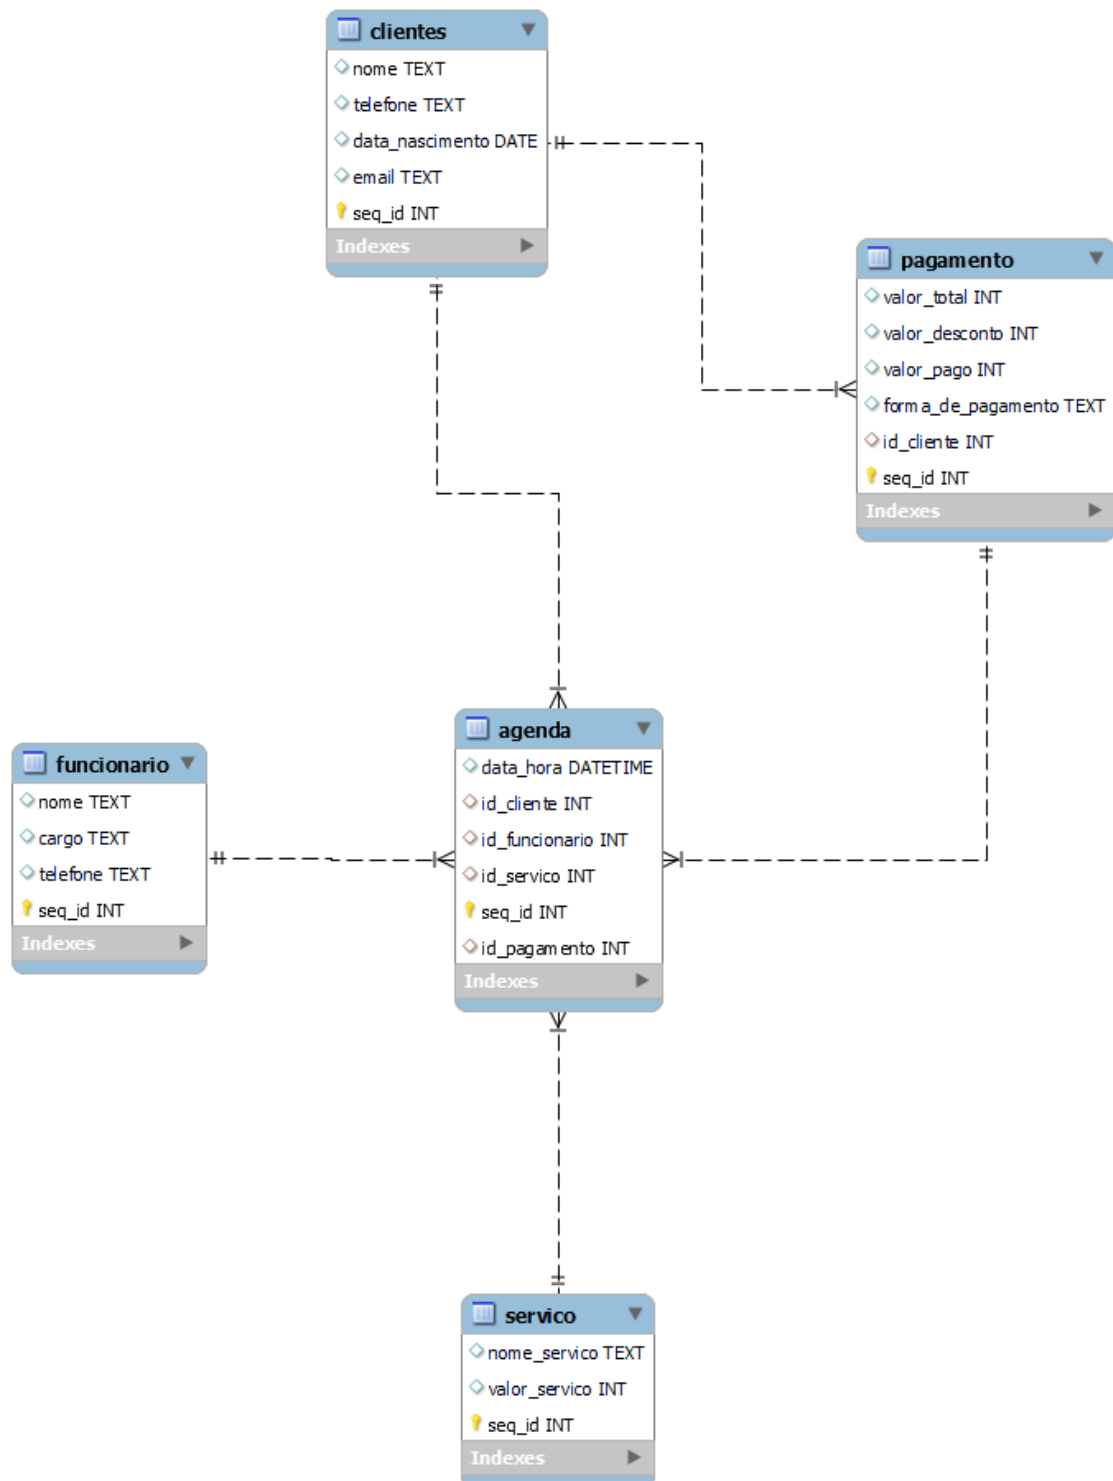 clientes
nome TEXT
telefone TEXT
data_nascimento DATE
email TEXT
seq_id INT
Indexes
pagamento
valor_total INT
valor_desconto INT
valor_pago INT
forma_de_pagamento TEXT
id_cliente INT
seq_id INT
Indexes
funcionario
nome TEXT
cargo TEXT
telefone TEXT
seq_id INT
Indexes
agenda
data_hora DATETIME
id_cliente INT
id_funcionario INT
id_servico INT
seq_id INT
id_pagamento INT
Indexes
servico
nome_servico TEXT
valor_servico INT
seq_id INT
Indexes